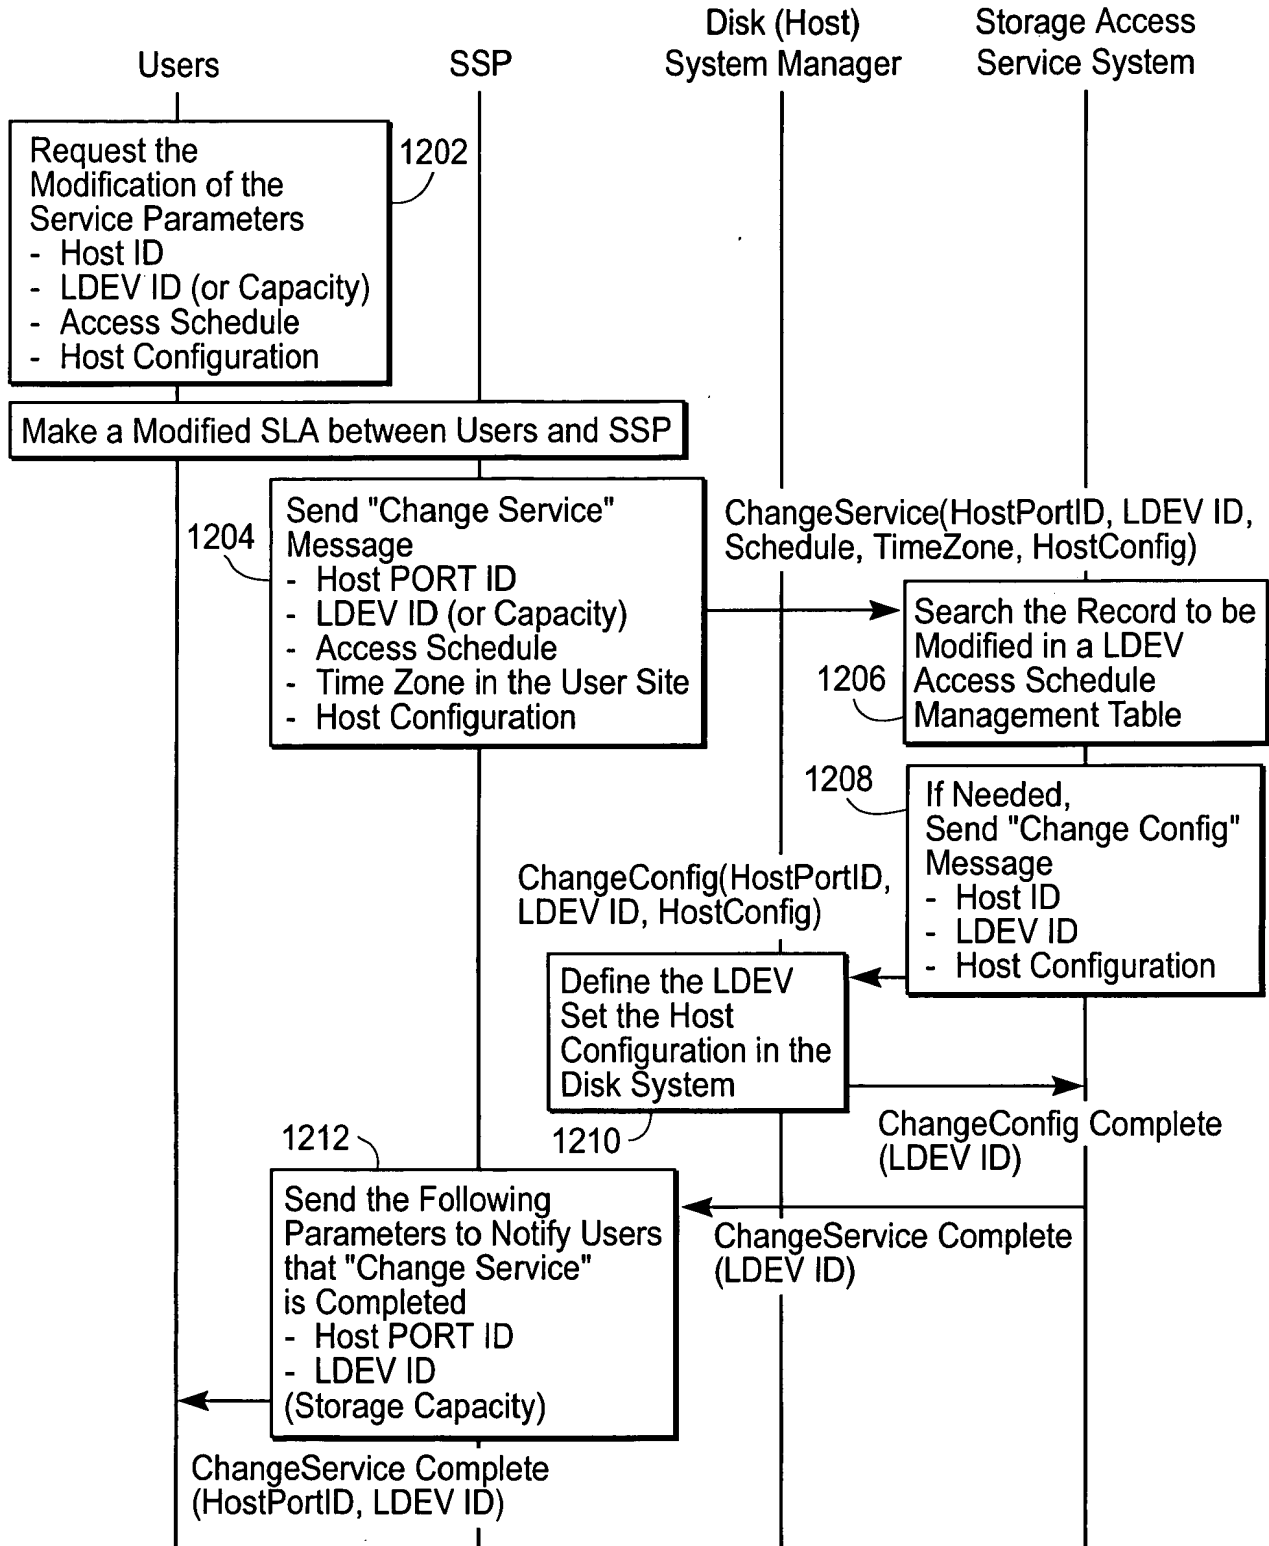 Users
SSP
Disk (Host)
System Manager
Storage Access
Service System
Request the
Modification of the
Service Parameters
- Host ID
- LDEV ID (or Capacity)
- Access Schedule
- Host Configuration
1202
Make a Modified SLA between Users and SSP
1204
Send "Change Service"
Message
- Host PORT ID
- LDEV ID (or Capacity)
- Access Schedule
- Time Zone in the User Site
- Host Configuration
ChangeService(HostPortID, LDEV ID,
Schedule, TimeZone, HostConfig)
Search the Record to be
Modified in a LDEV
Access Schedule
Management Table
1206
1208
If Needed,
Send "Change Config"
Message
- Host ID
- LDEV ID
- Host Configuration
ChangeConfig(HostPortID,
LDEV ID, HostConfig)
Define the LDEV
Set the Host
Configuration in the
Disk System
1210
ChangeConfig Complete
(LDEV ID)
1212
Send the Following
Parameters to Notify Users
that "Change Service"
is Completed
- Host PORT ID
- LDEV ID
(Storage Capacity)
ChangeService Complete
(LDEV ID)
ChangeService Complete
(HostPortID, LDEV ID)